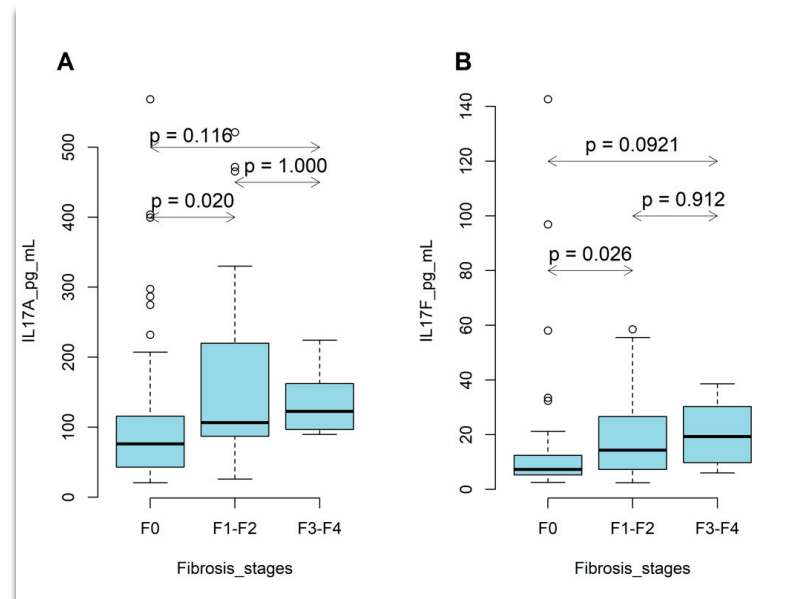 A
p = 0.116
p = 1.000
p = 0.020
IL17A_pg_mL
500
400
300
200
100
0
F0 F1-F2 F3-F4
Fibrosis_stages
B
p = 0.0921
p = 0.912
p = 0.026
IL17F_pg_mL
140
120
100
80
60
40
20
0
F0 F1-F2 F3-F4
Fibrosis_stages